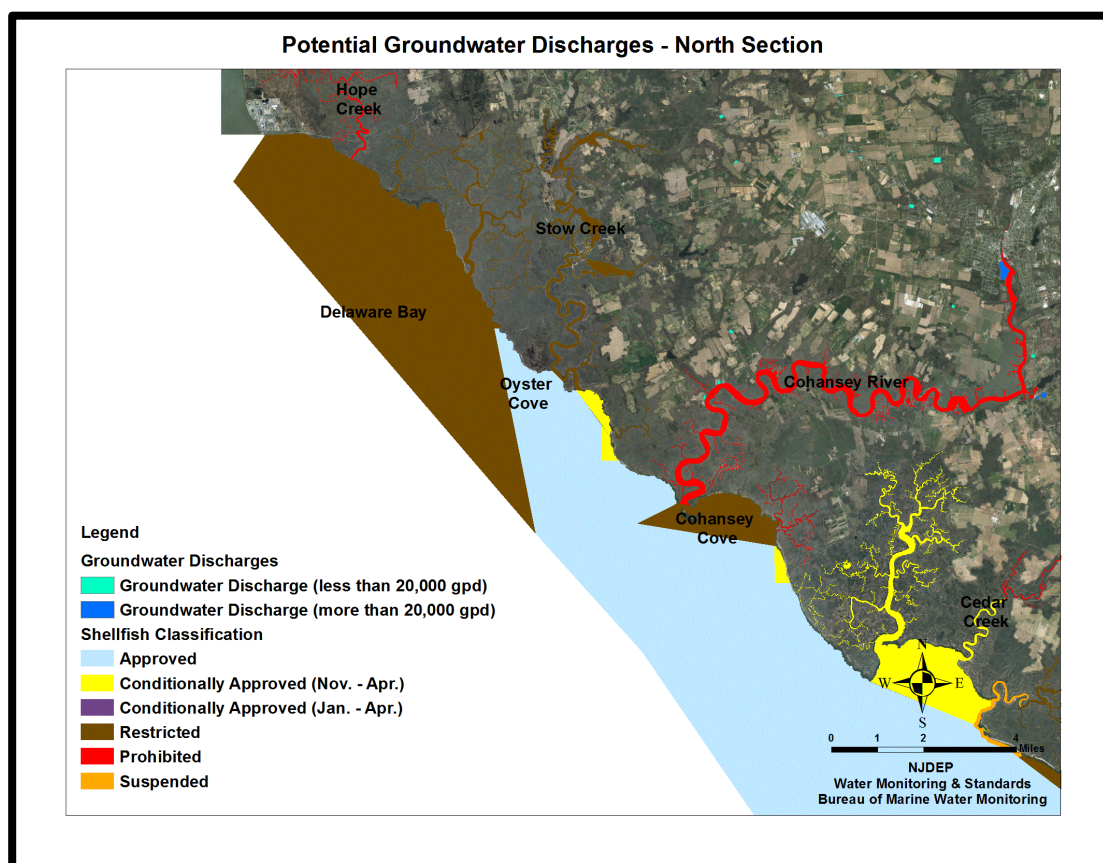 Potential Groundwater Discharges - North Section
Hope
Creek
Stow Creek
Delaware Bay
Oyster
Cove
Cohansey River
Cohansey
Cove
Cedar
Creek
N
W
E
S
0 1 2 4
Miles
NJDEP
Water Monitoring & Standards
Bureau of Marine Water Monitoring
Legend
Groundwater Discharges
Groundwater Discharge (less than 20,000 gpd)
Groundwater Discharge (more than 20,000 gpd)
Shellfish Classification
Approved
Conditionally Approved (Nov. - Apr.)
Conditionally Approved (Jan. - Apr.)
Restricted
Prohibited
Suspended